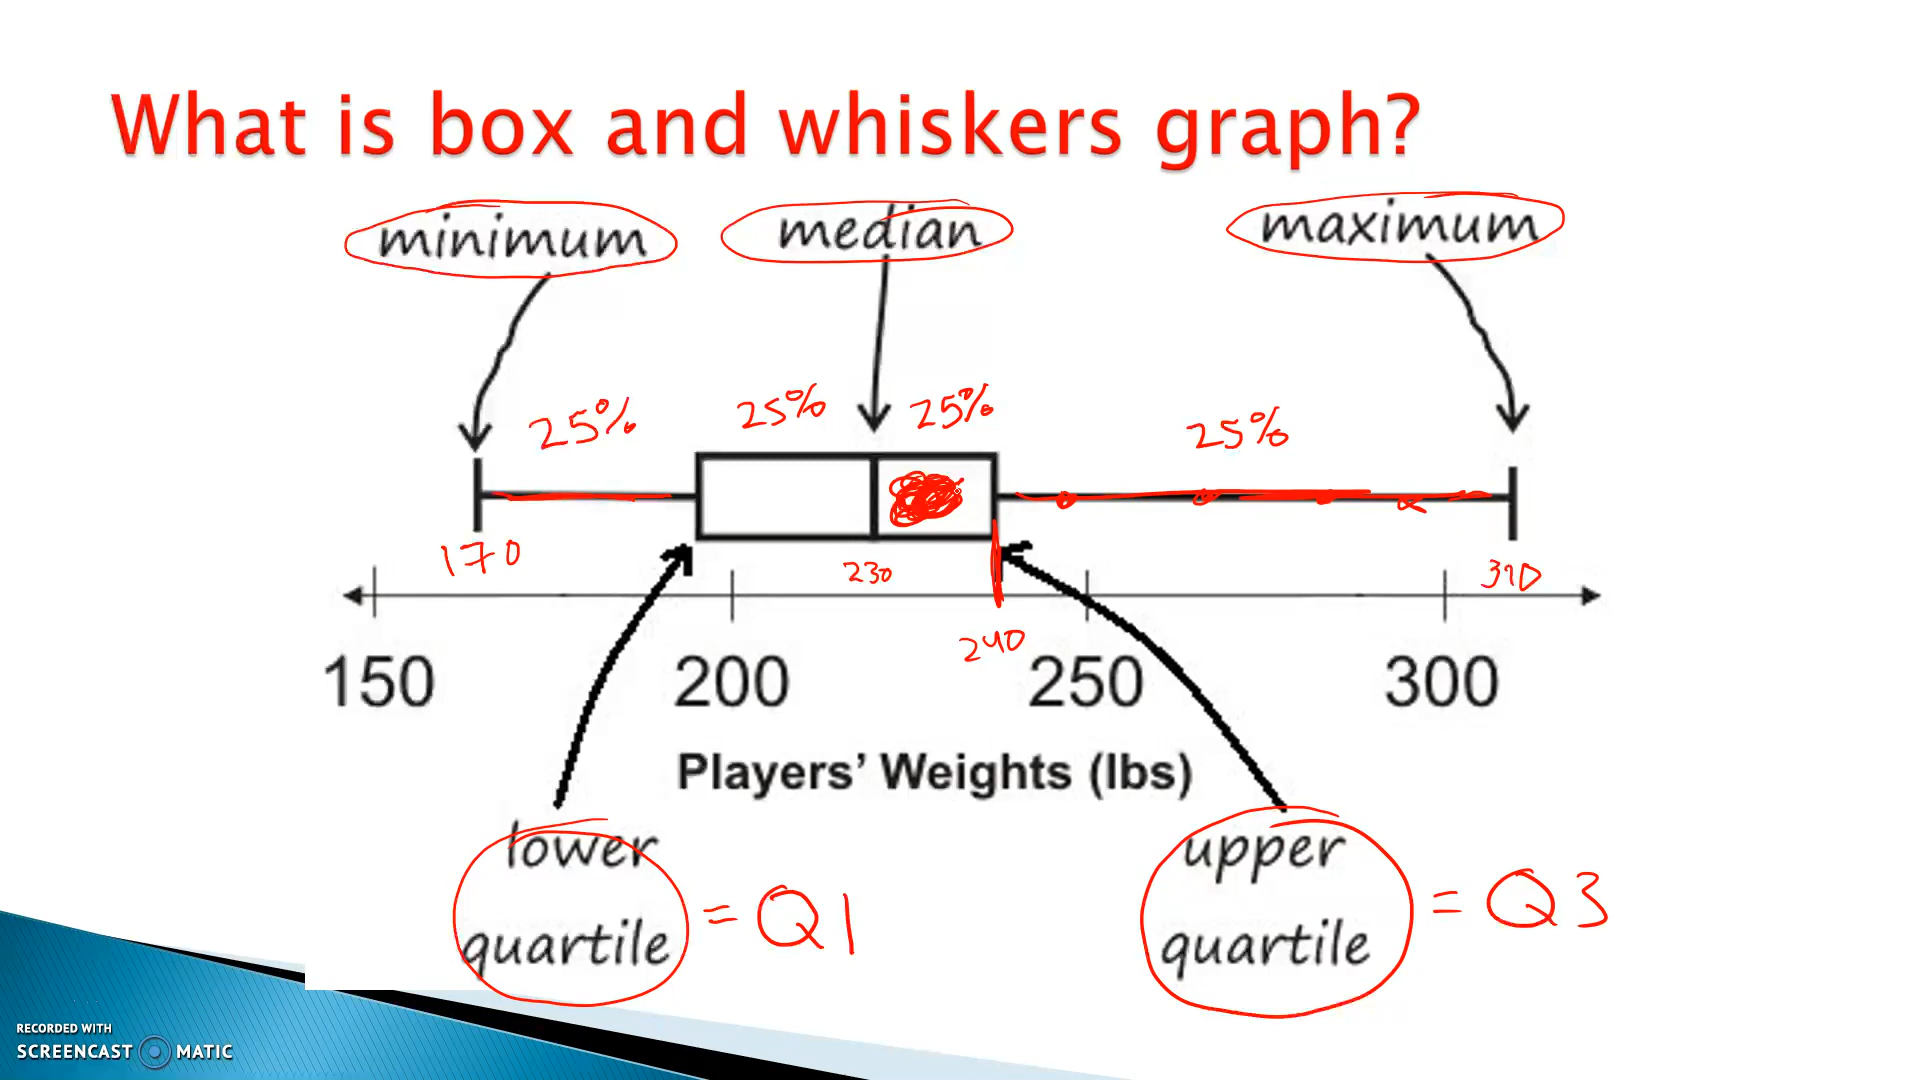 What is box and whiskers graph?
minimum median maximum
25% 25% 25% 25%
170 230 310
240
150 200 250 300
Players' Weights (lbs)
lower quartile = Q1
upper quartile = Q3
RECORDED WITH
SCREENCAST MATIC